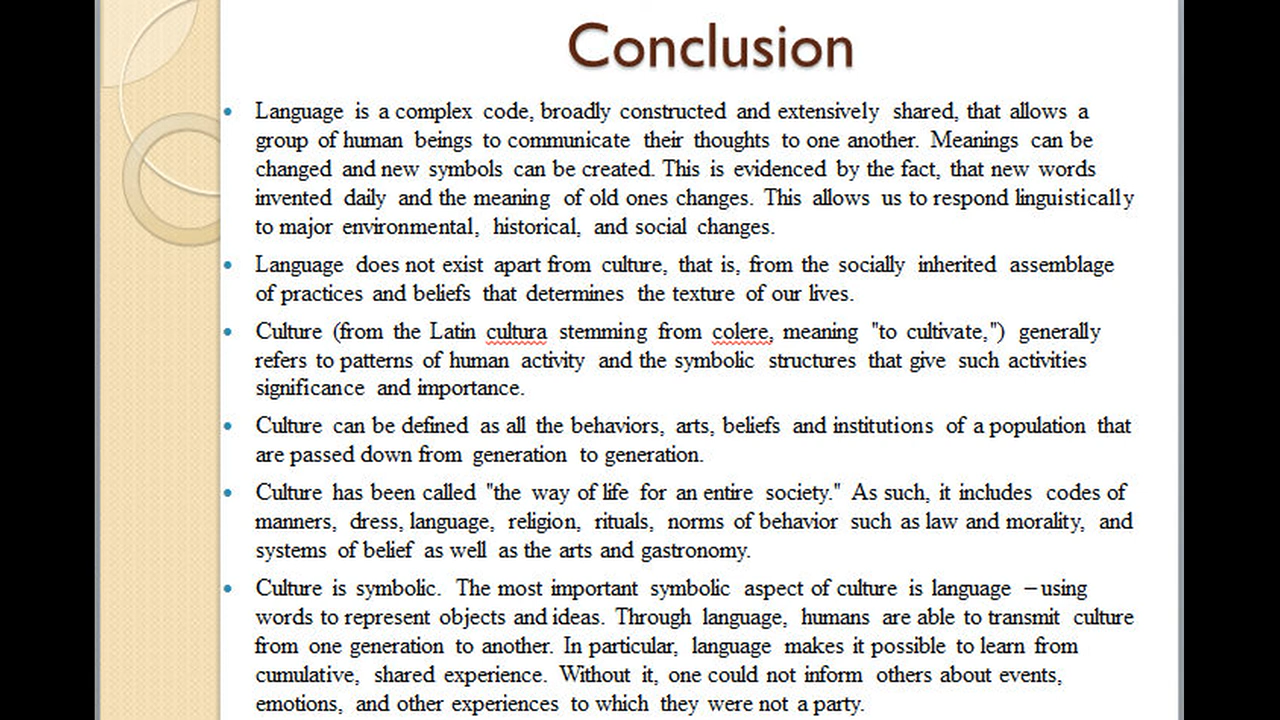 Conclusion
• Language is a complex code, broadly constructed and extensively shared, that allows a
group of human beings to communicate their thoughts to one another. Meanings can be
changed and new symbols can be created. This is evidenced by the fact, that new words
invented daily and the meaning of old ones changes. This allows us to respond linguistically
to major environmental, historical, and social changes.
• Language does not exist apart from culture, that is, from the socially inherited assemblage
of practices and beliefs that determines the texture of our lives.
• Culture (from the Latin cultura stemming from colere, meaning "to cultivate,") generally
refers to patterns of human activity and the symbolic structures that give such activities
significance and importance.
• Culture can be defined as all the behaviors, arts, beliefs and institutions of a population that
are passed down from generation to generation.
• Culture has been called "the way of life for an entire society." As such, it includes codes of
manners, dress, language, religion, rituals, norms of behavior such as law and morality, and
systems of belief as well as the arts and gastronomy.
• Culture is symbolic. The most important symbolic aspect of culture is language – using
words to represent objects and ideas. Through language, humans are able to transmit culture
from one generation to another. In particular, language makes it possible to learn from
cumulative, shared experience. Without it, one could not inform others about events,
emotions, and other experiences to which they were not a party.